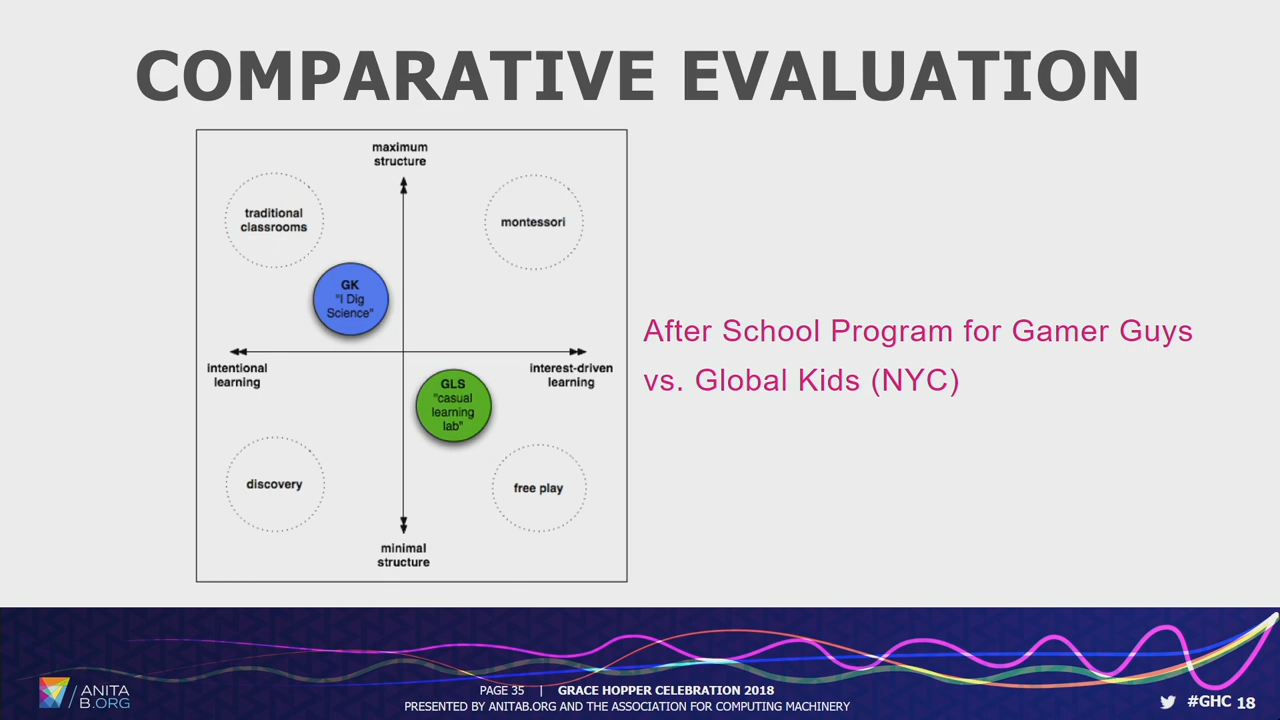 COMPARATIVE EVALUATION
maximum
structure
traditional
classrooms
montessori
GK
"I Dig
Science"
intentional
learning
interest-driven
learning
GLS
"casual
learning
lab"
discovery
free play
minimal
structure
After School Program for Gamer Guys
vs. Global Kids (NYC)
ANITA
B.ORG
PAGE 35 | GRACE HOPPER CELEBRATION 2018
PRESENTED BY ANITAB.ORG AND THE ASSOCIATION FOR COMPUTING MACHINERY
#GHC 18